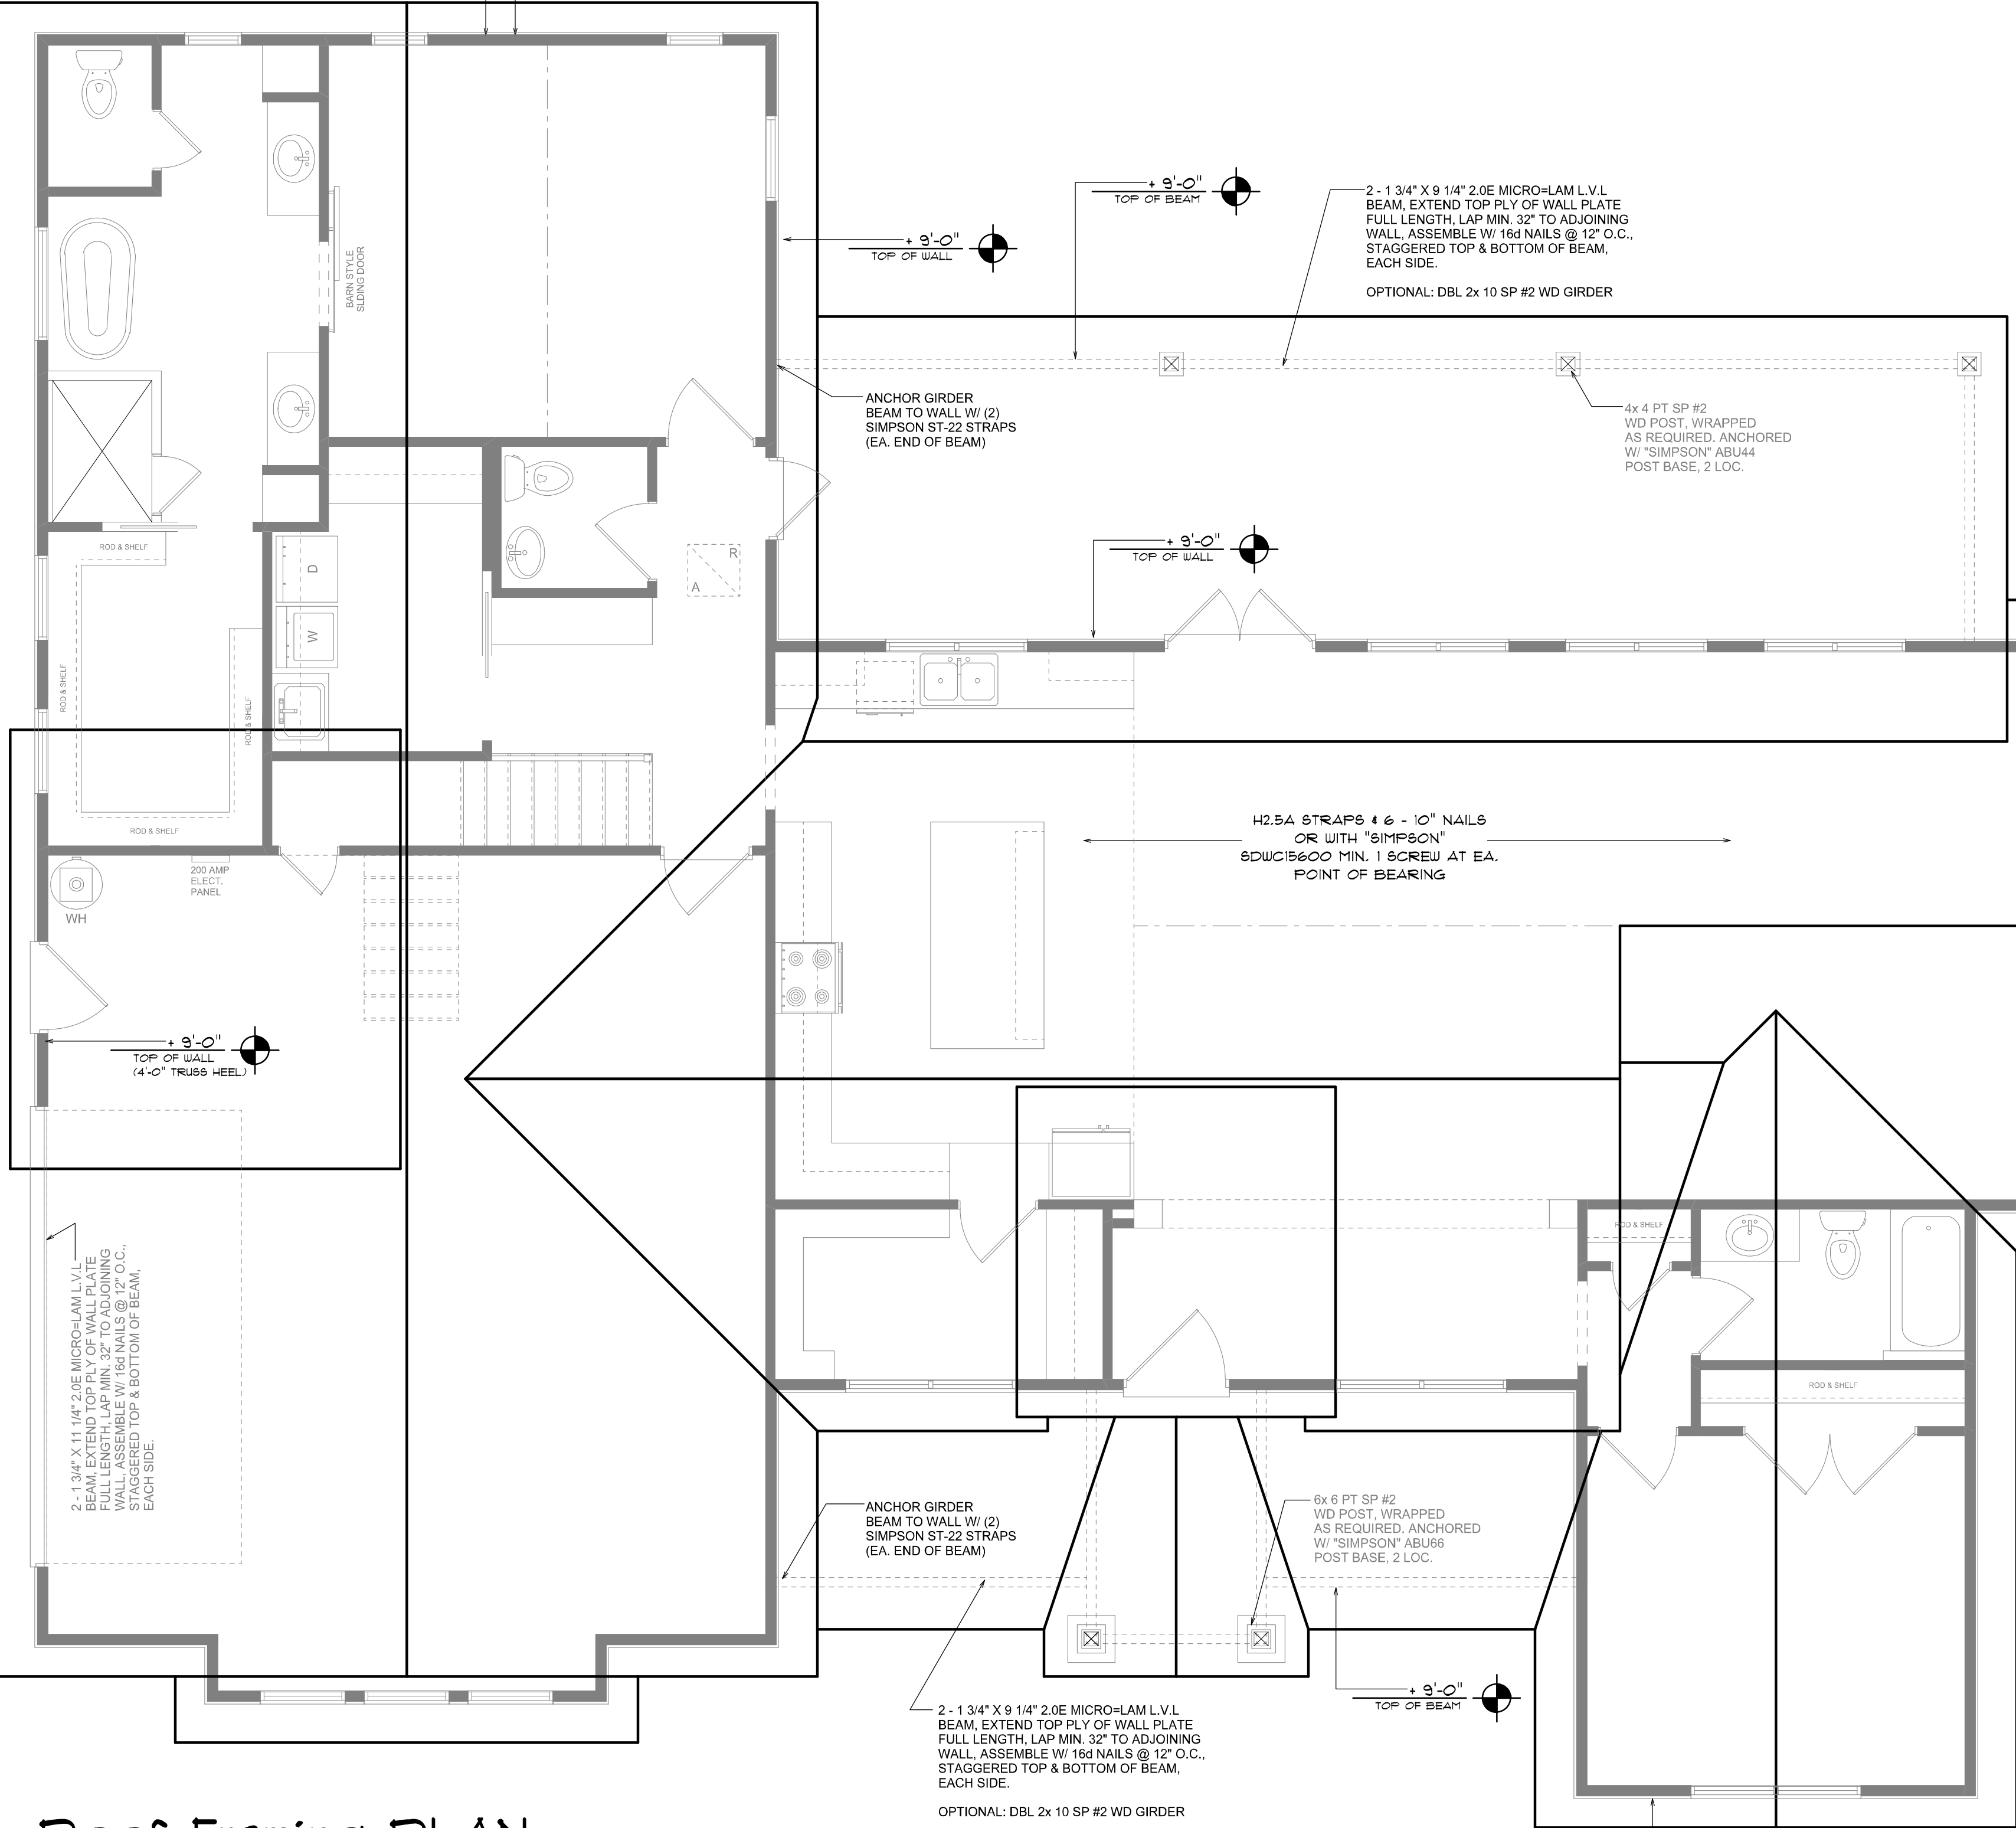 + 9'-0"
TOP OF BEAM
2 - 1 3/4" X 9 1/4" 2.0E MICRO=LAM L.V.L
BEAM, EXTEND TOP PLY OF WALL PLATE
FULL LENGTH, LAP MIN. 32" TO ADJOINING
WALL, ASSEMBLE W/ 16d NAILS @ 12" O.C.,
STAGGERED TOP & BOTTOM OF BEAM,
EACH SIDE.
OPTIONAL: DBL 2x 10 SP #2 WD GIRDER
+ 9'-0"
TOP OF WALL
BARN STYLE
SLDING DOOR
ANCHOR GIRDER
BEAM TO WALL W/ (2)
SIMPSON ST-22 STRAPS
(EA. END OF BEAM)
4x 4 PT SP #2
WD POST, WRAPPED
AS REQUIRED. ANCHORED
W/ "SIMPSON" ABU44
POST BASE, 2 LOC.
+ 9'-0"
TOP OF WALL
ROD & SHELF
D
R
A
W
ROD & SHELF
ROD & SHELF
ROD & SHELF
H2.5A STRAPS & 6 - 10" NAILS
OR WITH "SIMPSON"
SDWC15600 MIN. 1 SCREW AT EA.
POINT OF BEARING
200 AMP
ELECT.
PANEL
WH
+ 9'-0"
TOP OF WALL
(4'-0" TRUSS HEEL)
2 - 1 3/4" X 11 1/4" 2.0E MICRO=LAM L.V.L
BEAM, EXTEND TOP PLY OF WALL PLATE
FULL LENGTH, LAP MIN. 32" TO ADJOINING
WALL, ASSEMBLE W/ 16d NAILS @ 12" O.C.,
STAGGERED TOP & BOTTOM OF BEAM,
EACH SIDE.
ROD & SHELF
ROD & SHELF
ANCHOR GIRDER
BEAM TO WALL W/ (2)
SIMPSON ST-22 STRAPS
(EA. END OF BEAM)
6x 6 PT SP #2
WD POST, WRAPPED
AS REQUIRED. ANCHORED
W/ "SIMPSON" ABU66
POST BASE, 2 LOC.
+ 9'-0"
TOP OF BEAM
2 - 1 3/4" X 9 1/4" 2.0E MICRO=LAM L.V.L
BEAM, EXTEND TOP PLY OF WALL PLATE
FULL LENGTH, LAP MIN. 32" TO ADJOINING
WALL, ASSEMBLE W/ 16d NAILS @ 12" O.C.,
STAGGERED TOP & BOTTOM OF BEAM,
EACH SIDE.
OPTIONAL: DBL 2x 10 SP #2 WD GIRDER
Roof Framing PLAN